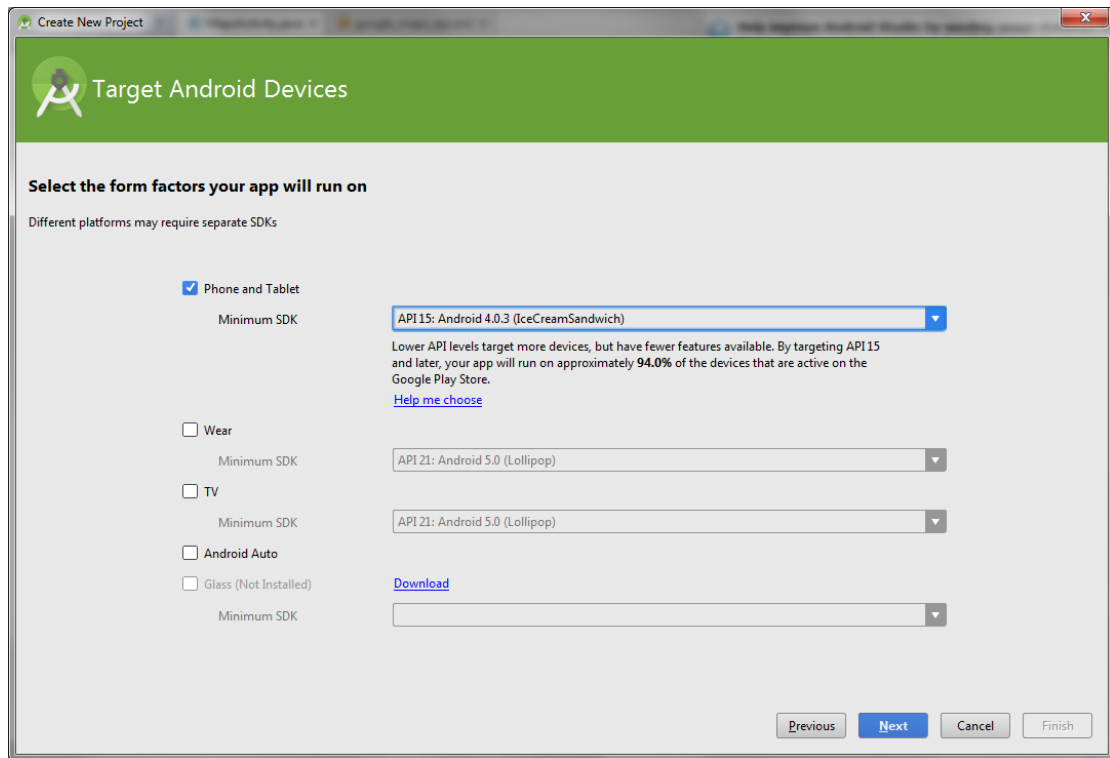 Create New Project
Target Android Devices
Select the form factors your app will run on
Different platforms may require separate SDKs
Phone and Tablet
Minimum SDK
API 15: Android 4.0.3 (IceCreamSandwich)
Lower API levels target more devices, but have fewer features available. By targeting API 15
and later, your app will run on approximately 94.0% of the devices that are active on the
Google Play Store.
Help me choose
Wear
Minimum SDK
API 21: Android 5.0 (Lollipop)
TV
Minimum SDK
API 21: Android 5.0 (Lollipop)
Android Auto
Glass (Not Installed)
Download
Minimum SDK
Previous
Next
Cancel
Finish